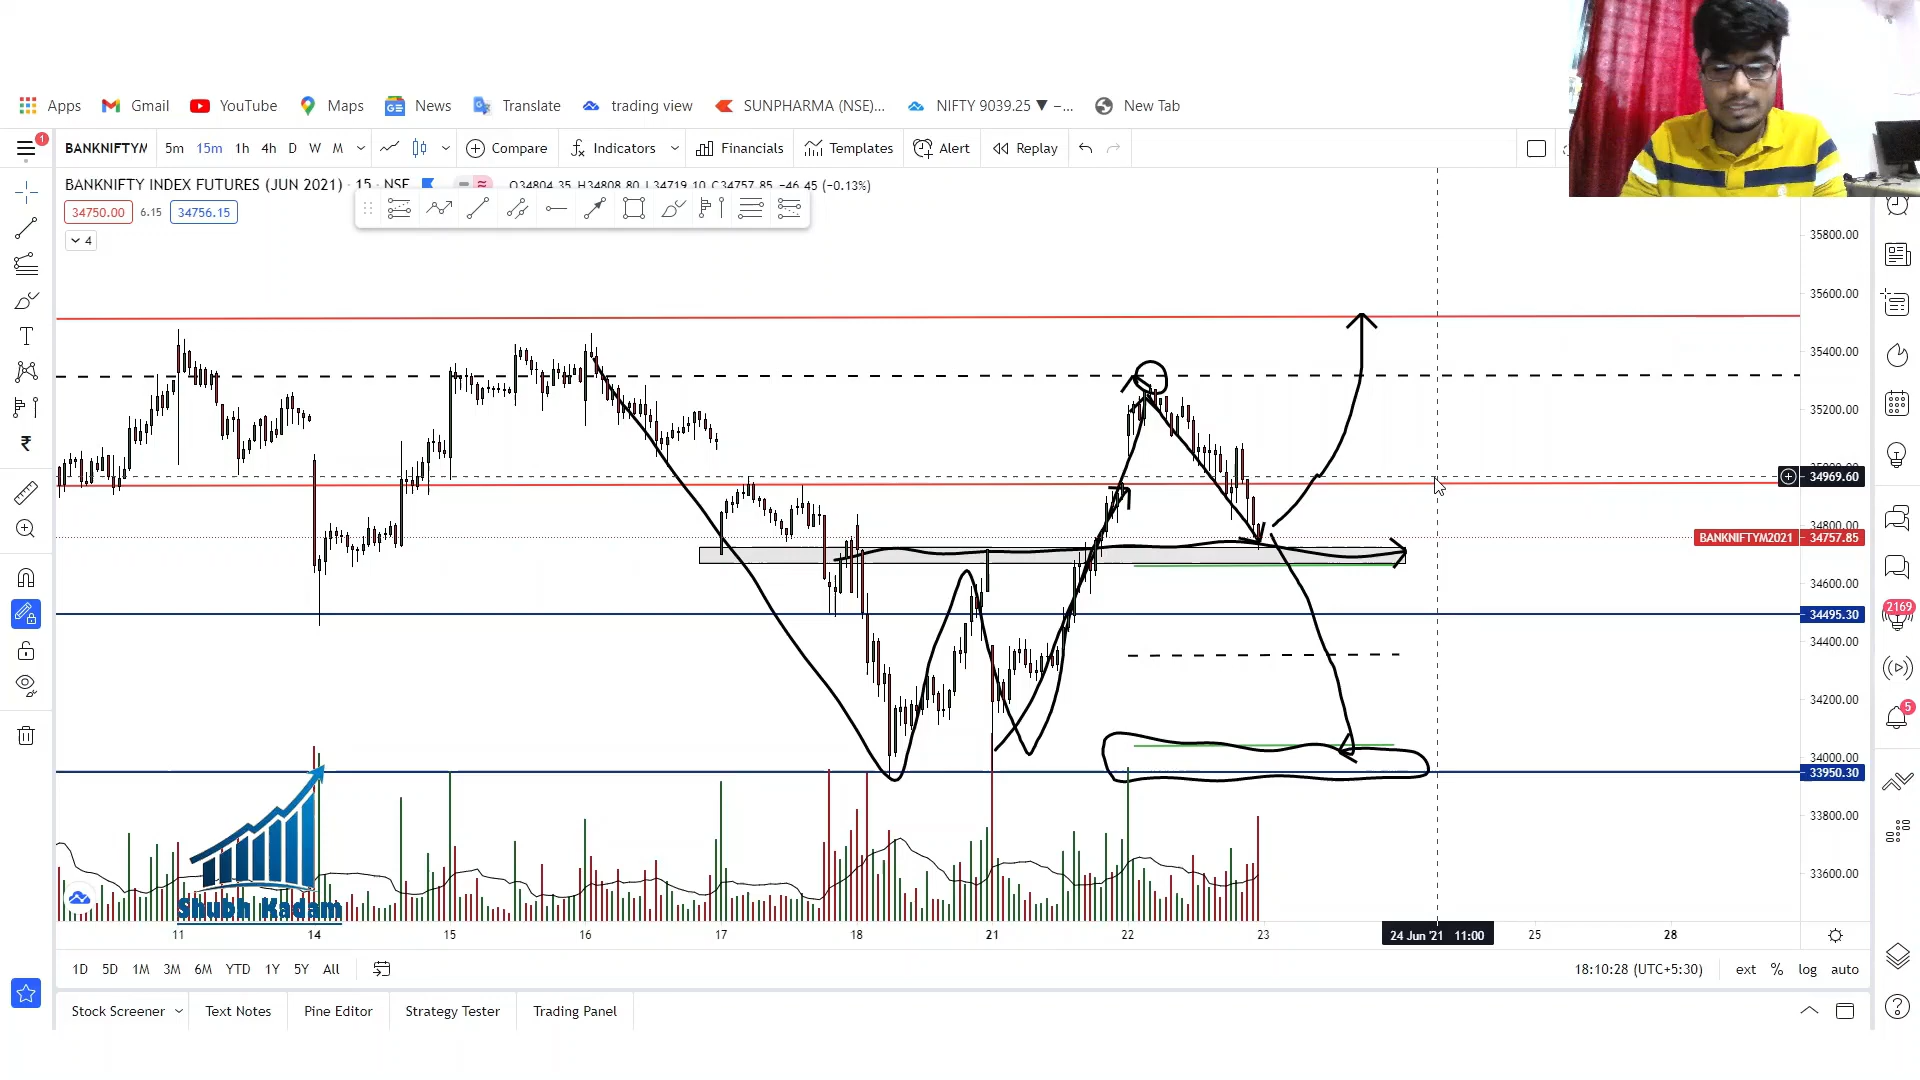 Apps Gmail YouTube Maps News Translate trading view SUNPHARMA (NSE)... NIFTY 9039.25 ▼ −... New Tab
1 BANKNIFTYM 5m 15m 1h 4h D W M Compare Indicators Financials Templates Alert Replay
BANKNIFTY INDEX FUTURES (JUN 2021) · 15 · NSE O34804.35 H34808.80 L34719.10 C34757.85 −46.45 (−0.13%)
34750.00 6.15 34756.15
4
35800.00
35600.00
35400.00
35200.00
35000.00
34969.60
34800.00
BANKNIFTYM2021 34757.85
34600.00
34495.30
34400.00
34200.00
34000.00
33950.30
33800.00
33600.00
2169
5
Shubh Kadam
11 14 15 16 17 18 21 22 23 24 Jun '21 11:00 25 28
1D 5D 1M 3M 6M YTD 1Y 5Y All 18:10:28 (UTC+5:30) ext % log auto
Stock Screener Text Notes Pine Editor Strategy Tester Trading Panel